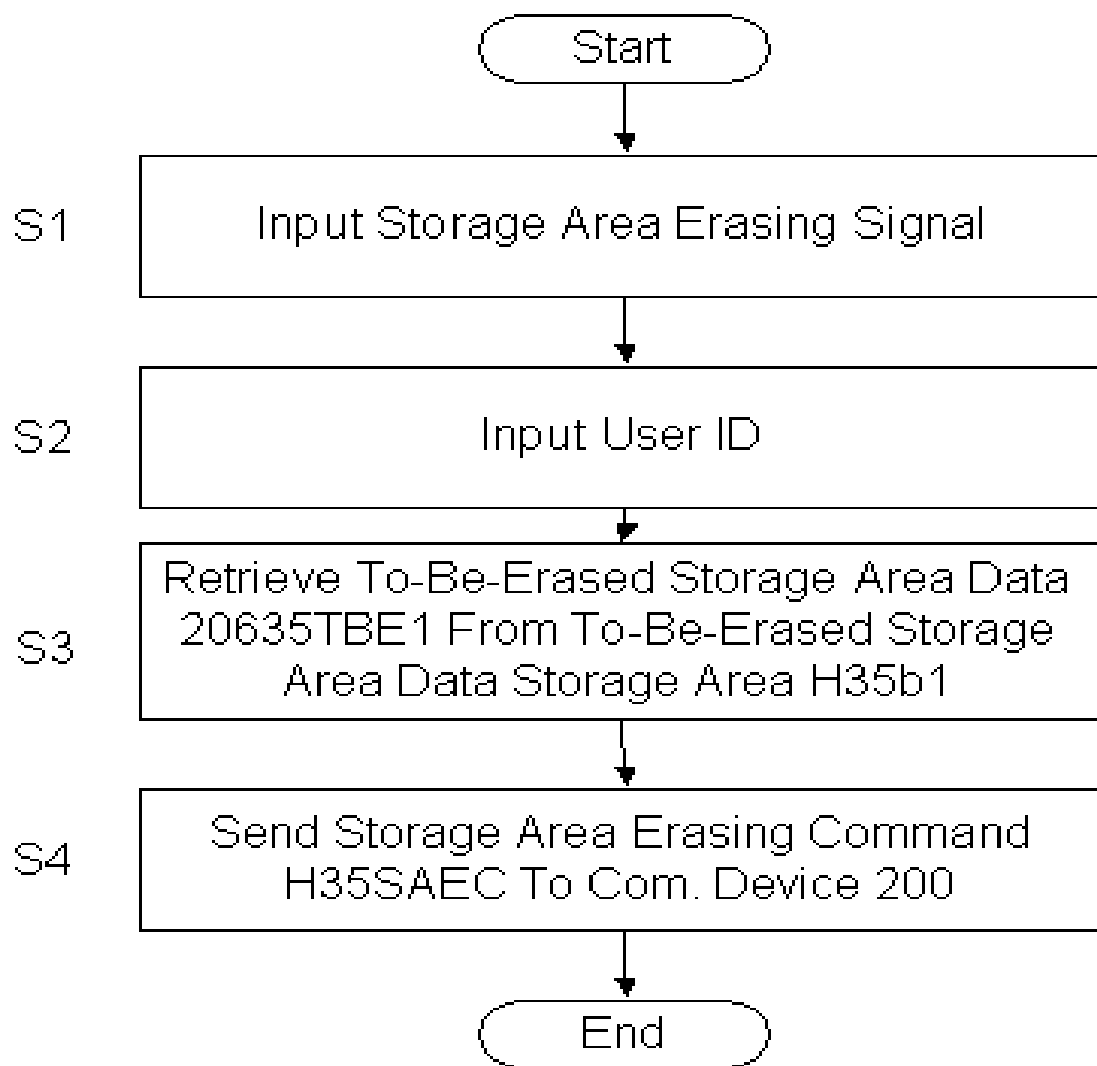 Start
S1
Input Storage Area Erasing Signal
S2
Input User ID
S3
Retrieve To-Be-Erased Storage Area Data
20635TBE1 From To-Be-Erased Storage
Area Data Storage Area H35b1
S4
Send Storage Area Erasing Command
H35SAEC To Com. Device 200
End